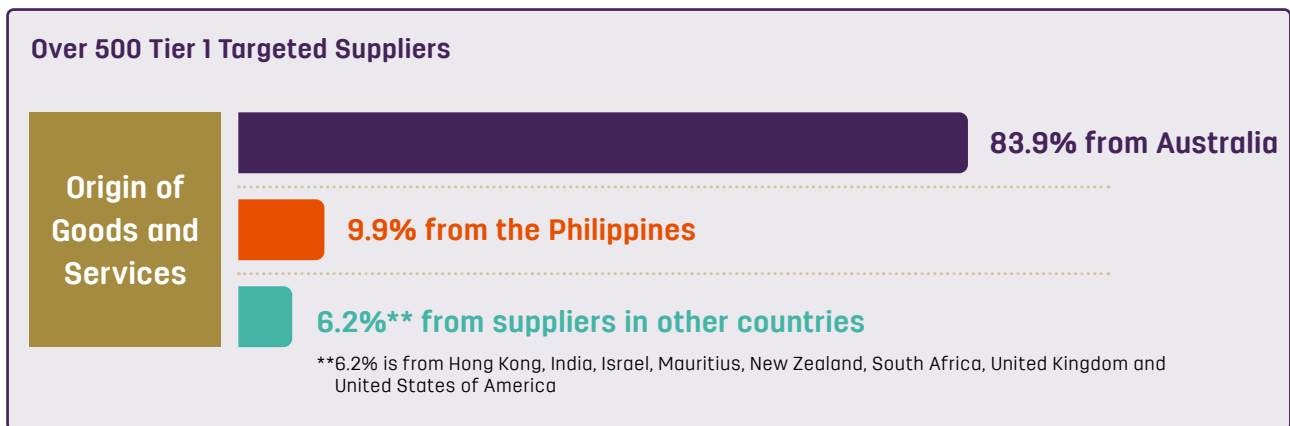 Over 500 Tier 1 Targeted Suppliers
Origin of
Goods and
Services
83.9% from Australia
9.9% from the Philippines
6.2%** from suppliers in other countries
**6.2% is from Hong Kong, India, Israel, Mauritius, New Zealand, South Africa, United Kingdom and
United States of America